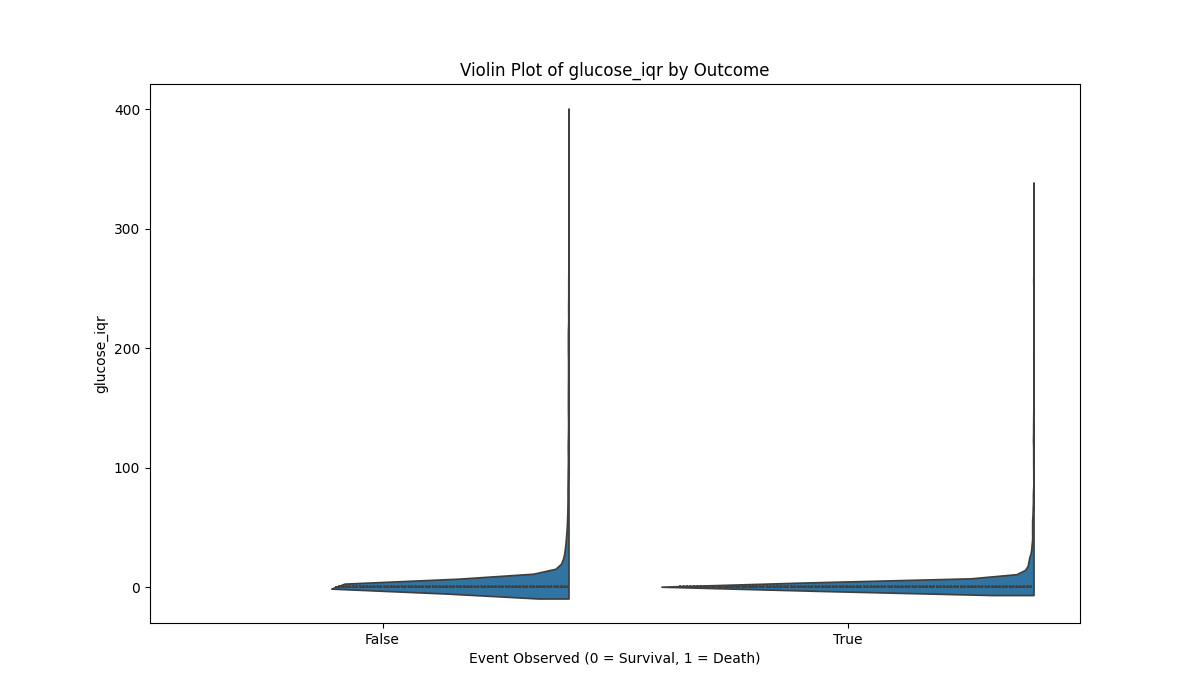 Violin Plot of glucose_iqr by Outcome
400
300
200
100
0
glucose_iqr
False
True
Event Observed (0 = Survival, 1 = Death)